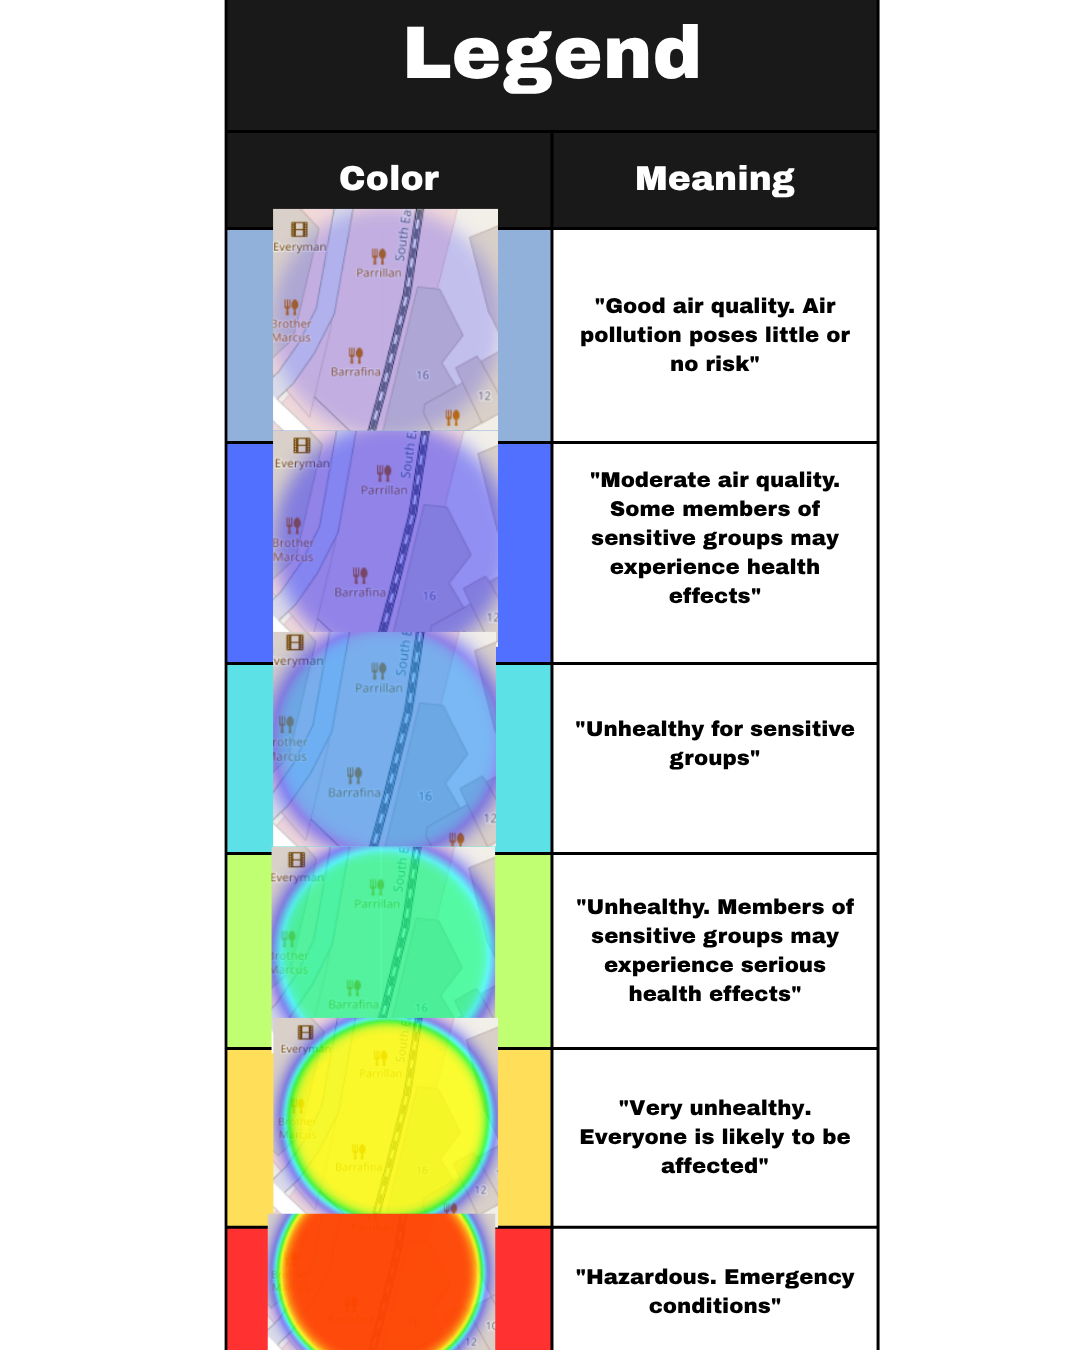 Legend
Color
Meaning
Everyman
South Ea
Parrillan
Brother
Marcus
Barrafina
16
12
"Good air quality. Air
pollution poses little or
no risk"
Everyman
South E
Parrillan
Brother
Marcus
Barrafina
16
12
"Moderate air quality.
Some members of
sensitive groups may
experience health
effects"
veryman
South E
Parrillan
rother
Marcus
Barrafina
16
12
"Unhealthy for sensitive
groups"
Everyman
South E
Parrillan
Brother
Marcus
Barrafina
16
"Unhealthy. Members of
sensitive groups may
experience serious
health effects"
Everyman
South E
Parrillan
Brother
Marcus
Barrafina
16
12
"Very unhealthy.
Everyone is likely to be
affected"
12
"Hazardous. Emergency
conditions"